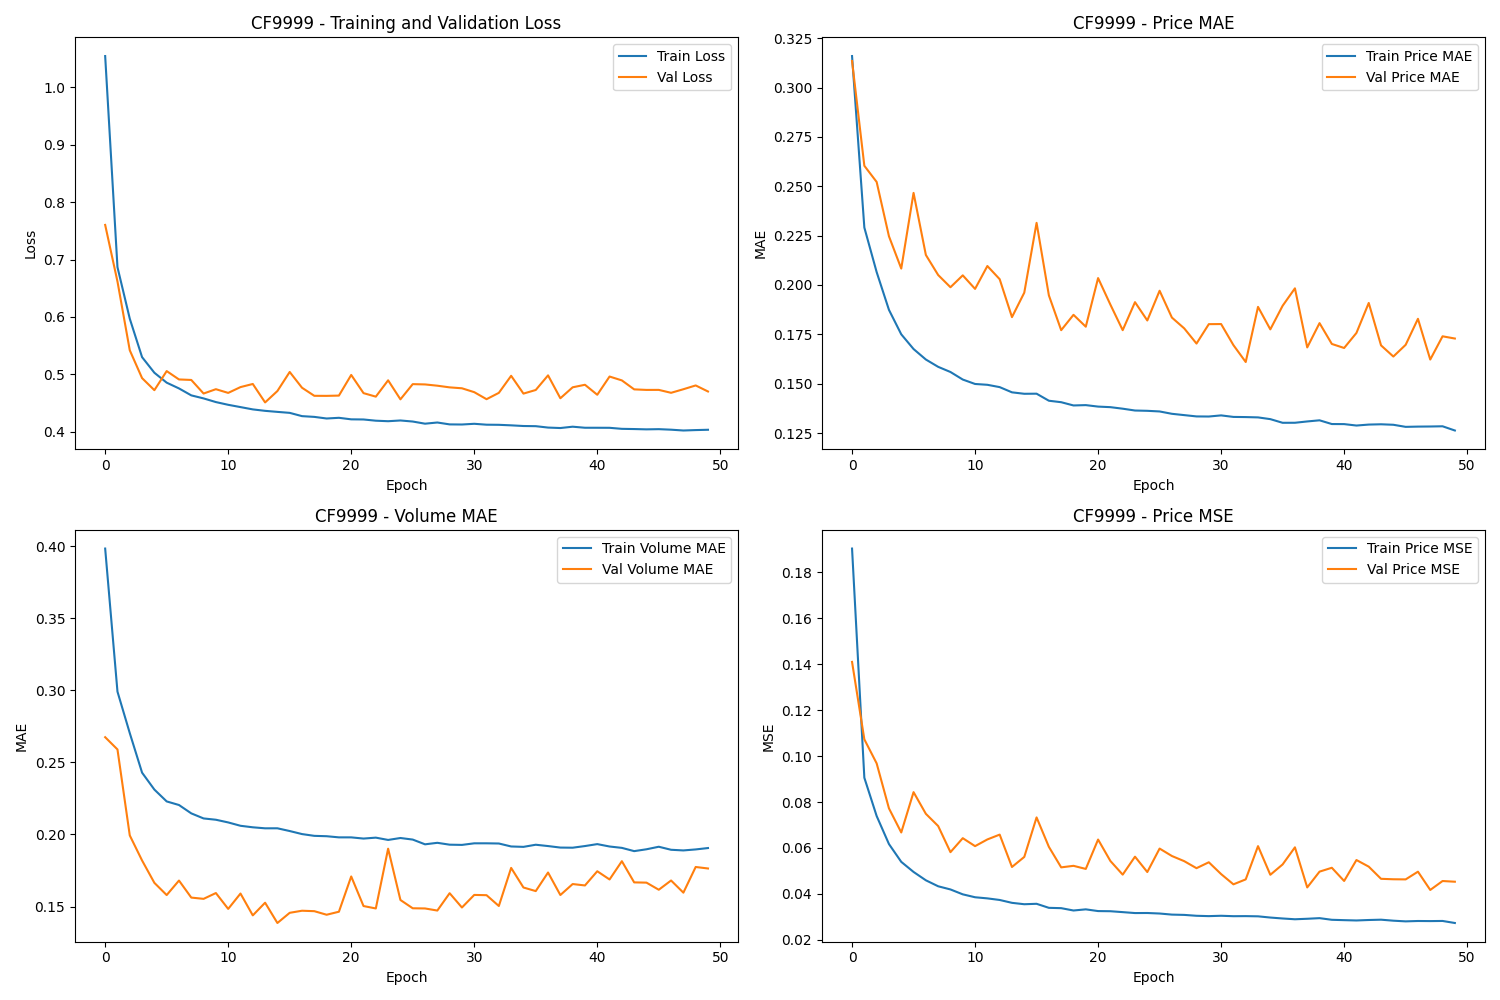 CF9999 - Training and Validation Loss
Train Loss
Val Loss
1.0
0.9
0.8
0.7
0.6
0.5
0.4
Loss
0
10
20
30
40
50
Epoch
CF9999 - Price MAE
Train Price MAE
Val Price MAE
0.325
0.300
0.275
0.250
0.225
0.200
0.175
0.150
0.125
MAE
0
10
20
30
40
50
Epoch
CF9999 - Volume MAE
Train Volume MAE
Val Volume MAE
0.40
0.35
0.30
0.25
0.20
0.15
MAE
0
10
20
30
40
50
Epoch
CF9999 - Price MSE
Train Price MSE
Val Price MSE
0.18
0.16
0.14
0.12
0.10
0.08
0.06
0.04
0.02
MSE
0
10
20
30
40
50
Epoch